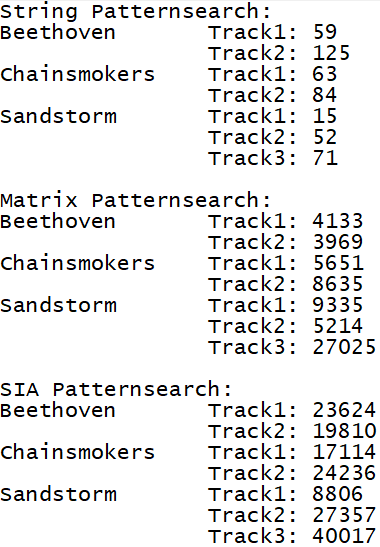 String Patternsearch:
Beethoven Track1: 59
Track2: 125
Chainsmokers Track1: 63
Track2: 84
Sandstorm Track1: 15
Track2: 52
Track3: 71
Matrix Patternsearch:
Beethoven Track1: 4133
Track2: 3969
Chainsmokers Track1: 5651
Track2: 8635
Sandstorm Track1: 9335
Track2: 5214
Track3: 27025
SIA Patternsearch:
Beethoven Track1: 23624
Track2: 19810
Chainsmokers Track1: 17114
Track2: 24236
Sandstorm Track1: 8806
Track2: 27357
Track3: 40017